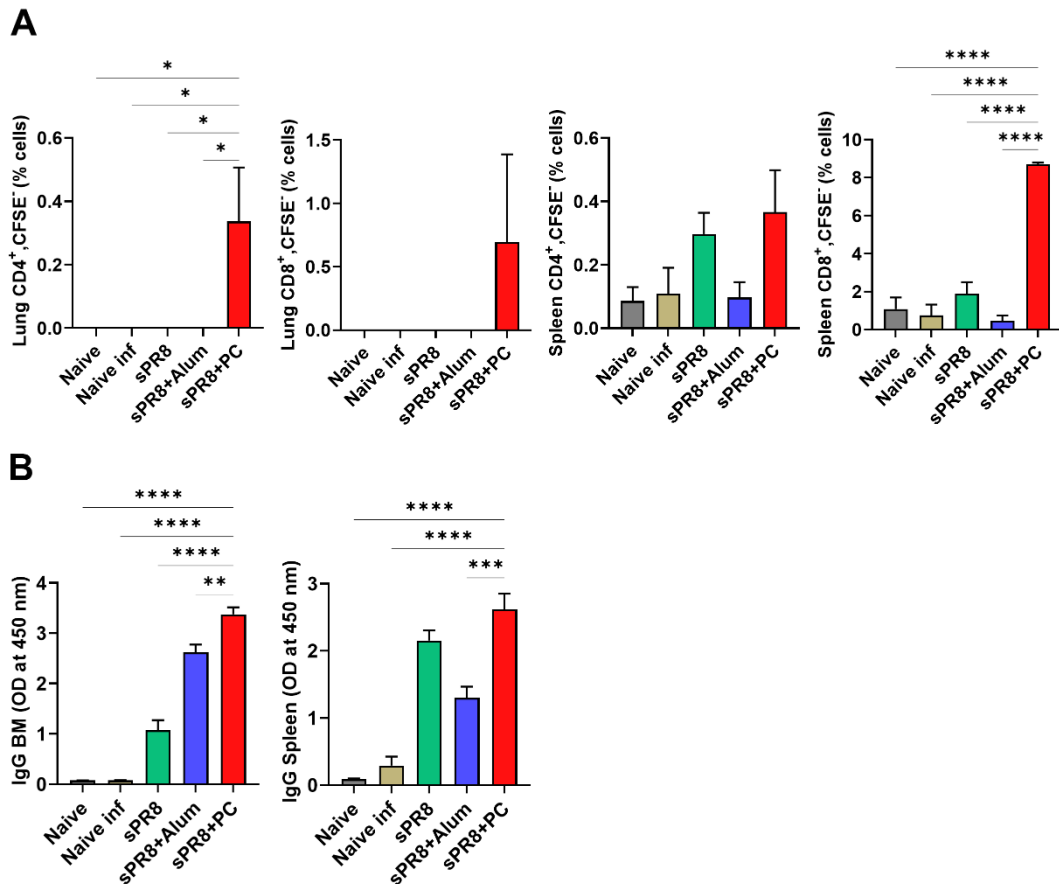 A
Lung CD4⁺,CFSE⁻ (% cells)
0.6
0.4
0.2
0.0
*
*
*
*
Naive
Naive inf
sPR8
sPR8+Alum
sPR8+PC
Lung CD8⁺,CFSE⁻ (% cells)
1.5
1.0
0.5
0.0
Naive
Naive inf
sPR8
sPR8+Alum
sPR8+PC
Spleen CD4⁺,CFSE⁻ (% cells)
0.6
0.4
0.2
0.0
Naive
Naive inf
sPR8
sPR8+Alum
sPR8+PC
Spleen CD8⁺,CFSE⁻ (% cells)
10
8
6
4
2
0
****
****
****
****
Naive
Naive inf
sPR8
sPR8+Alum
sPR8+PC
B
IgG BM (OD at 450 nm)
4
3
2
1
0
****
****
****
**
Naive
Naive inf
sPR8
sPR8+Alum
sPR8+PC
IgG Spleen (OD at 450 nm)
3
2
1
0
****
****
***
Naive
Naive inf
sPR8
sPR8+Alum
sPR8+PC